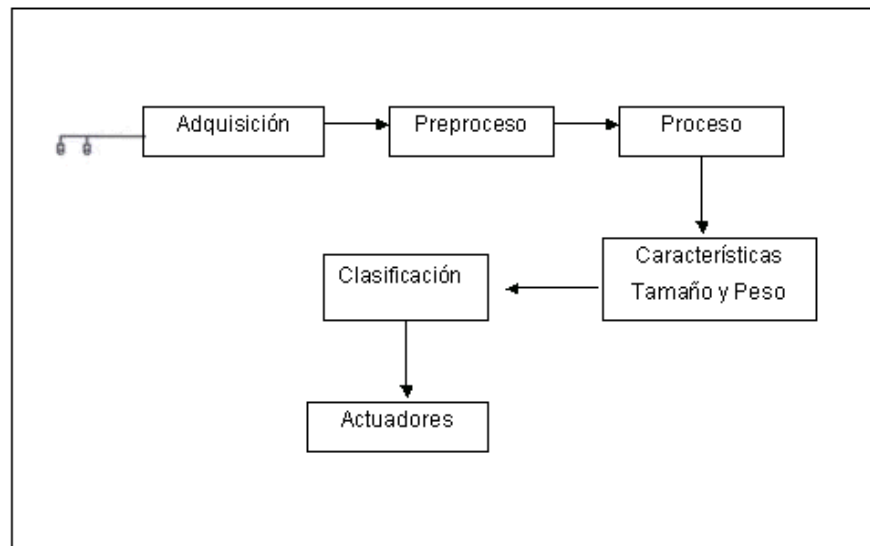 Adquisición
Preproceso
Proceso
Características
Tamaño y Peso
Clasificación
Actuadores